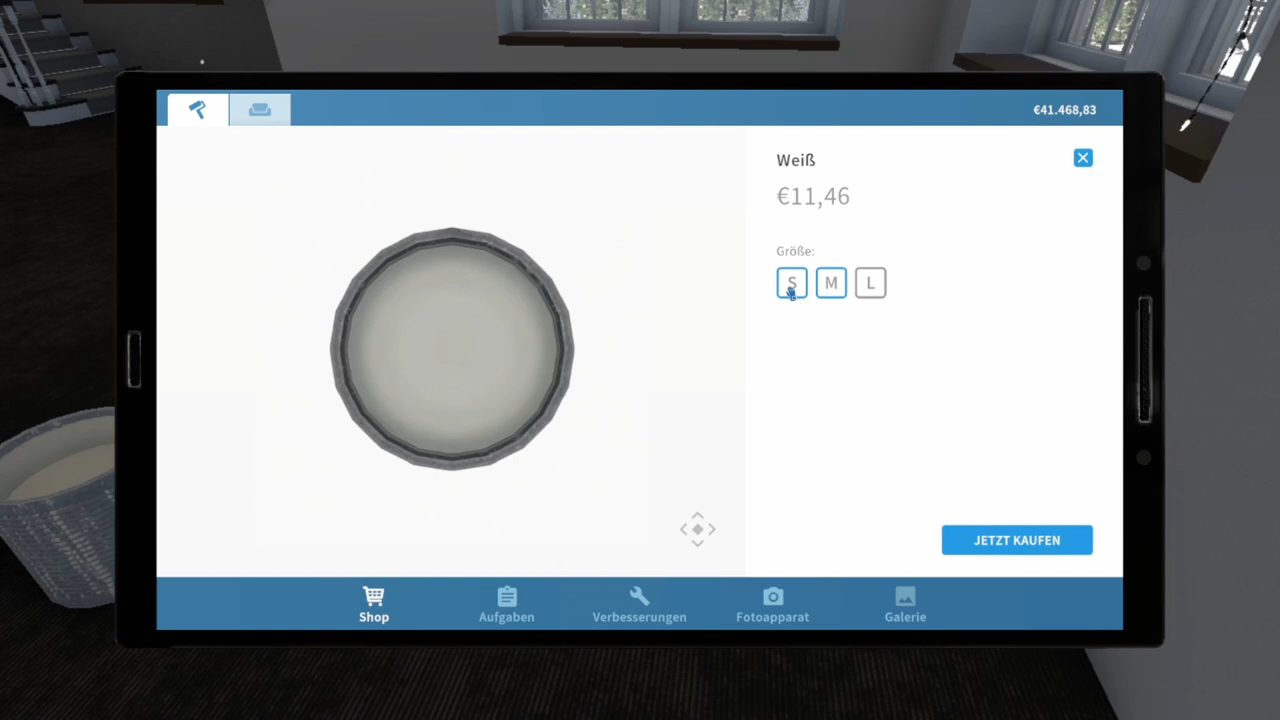 €41.468,83
Weiß
€11,46
Größe:
S M L
JETZT KAUFEN
Shop Aufgaben Verbesserungen Fotoapparat Galerie